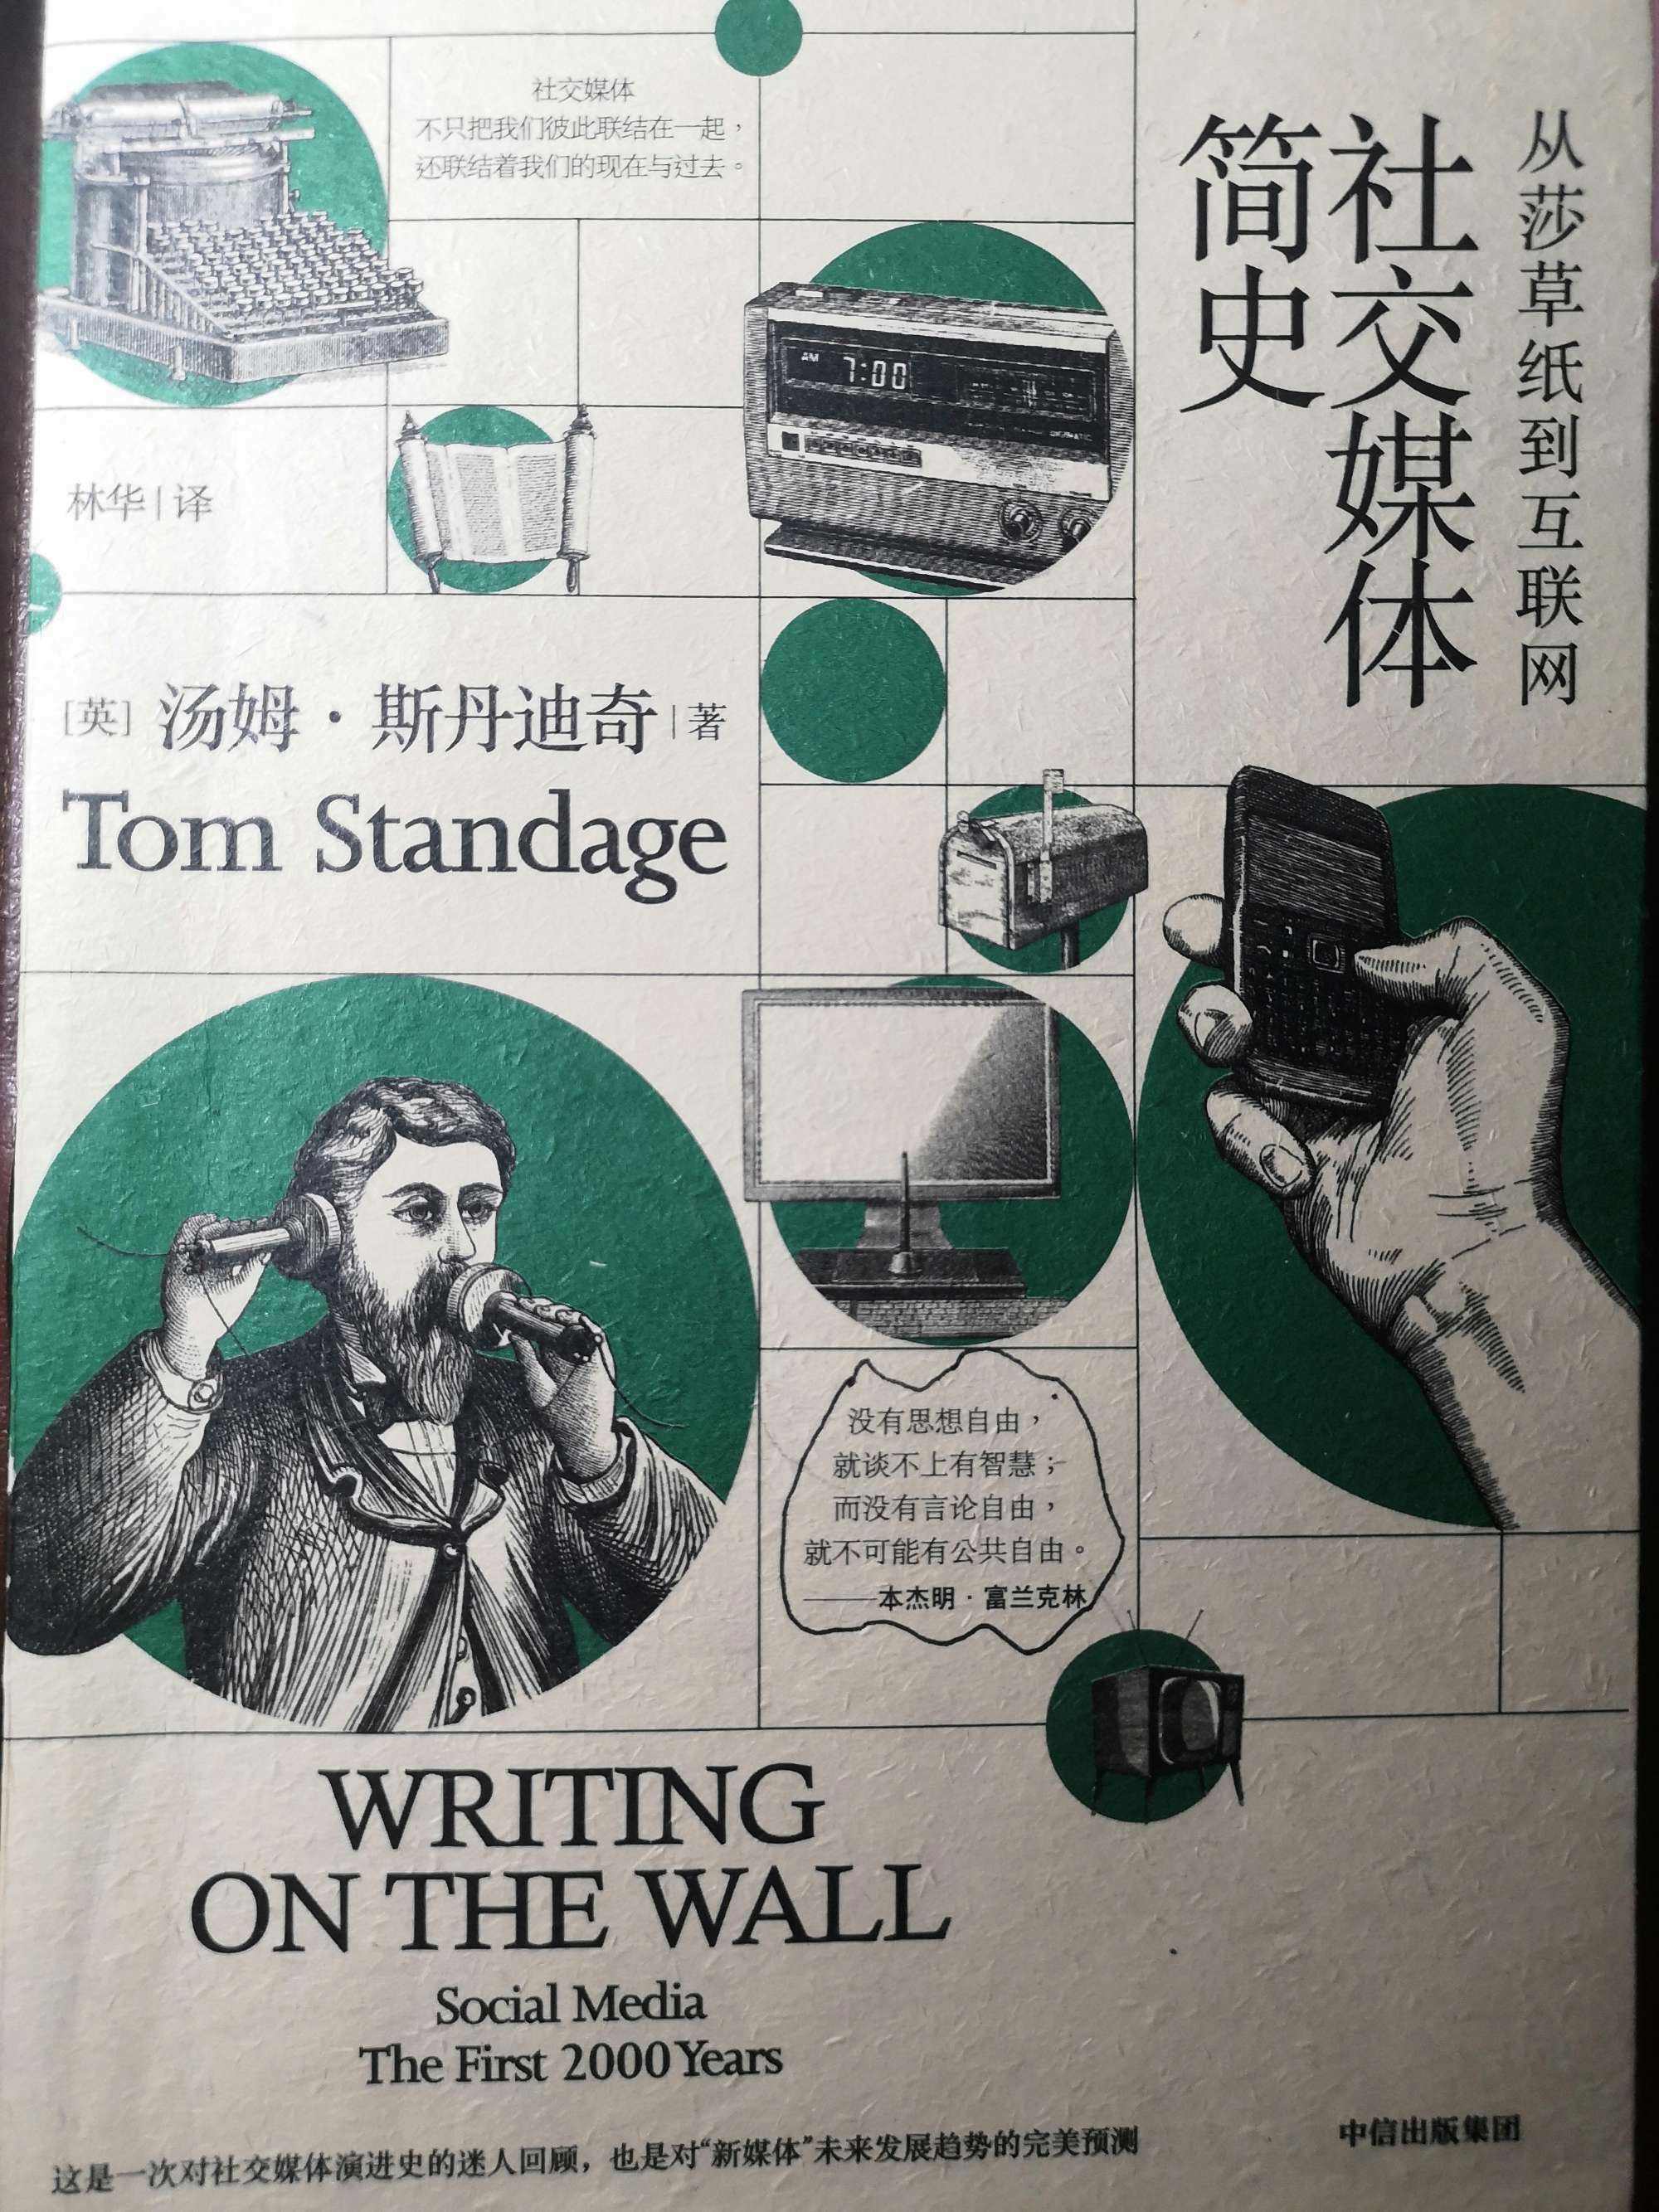 从莎草纸到互联网
社交媒体
简史
社交媒体
不只把我们彼此联结在一起，
还联结着我们的现在与过去。
AM 7:00
林华|译
[英] 汤姆·斯丹迪奇|著
Tom Standage
没有思想自由，
就谈不上有智慧；
而没有言论自由，
就不可能有公共自由。
——本杰明·富兰克林
WRITING
ON THE WALL
Social Media
The First 2000 Years
这是一次对社交媒体演进史的迷人回顾，也是对“新媒体”未来发展趋势的完美预测
中信出版集团